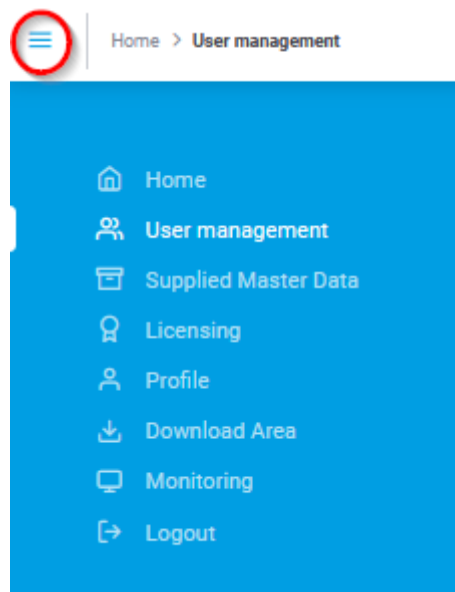 Home > User management
Home
User management
Supplied Master Data
Licensing
Profile
Download Area
Monitoring
Logout